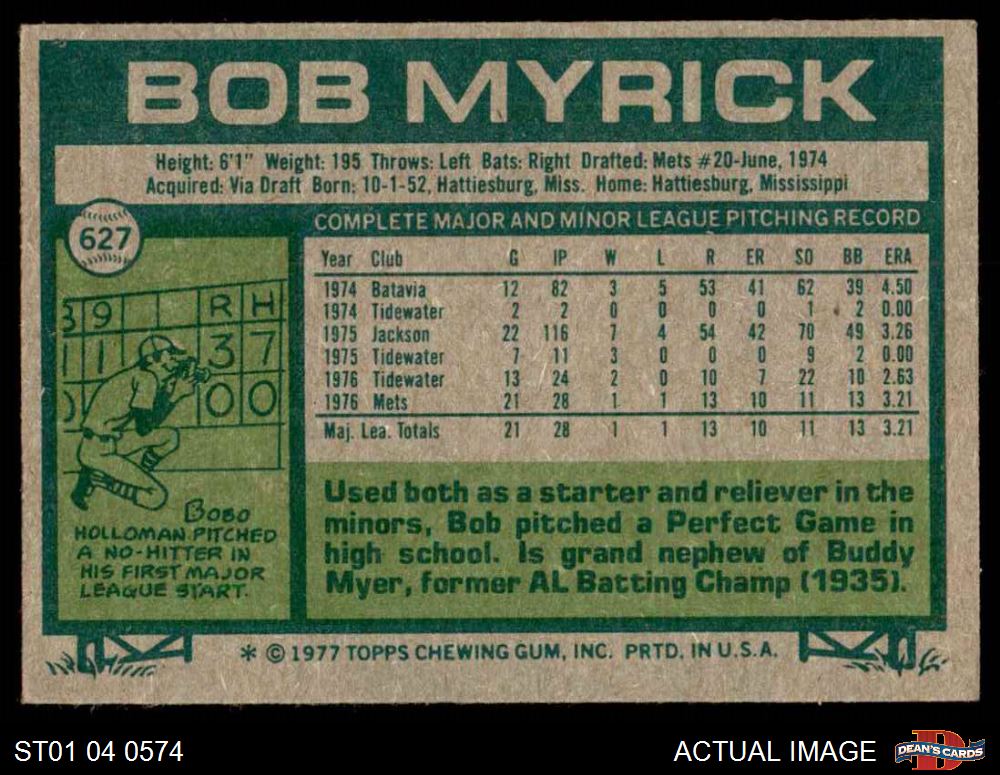 BOB MYRICK
Height: 6'1" Weight: 195 Throws: Left Bats: Right Drafted: Mets #20-June, 1974
Acquired: Via Draft Born: 10-1-52, Hattiesburg, Miss. Home: Hattiesburg, Mississippi
627
COMPLETE MAJOR AND MINOR LEAGUE PITCHING RECORD
Year Club G IP W L R ER SO BB ERA
1974 Batavia 12 82 3 5 53 41 62 39 4.50
1974 Tidewater 2 2 0 0 0 0 1 2 0.00
1975 Jackson 22 116 7 4 54 42 70 49 3.26
1975 Tidewater 7 11 3 0 0 0 9 2 0.00
1976 Tidewater 13 24 2 0 10 7 22 10 2.63
1976 Mets 21 28 1 1 13 10 11 13 3.21
Maj. Lea. Totals 21 28 1 1 13 10 11 13 3.21
9 R H
1 1 3 7
0 0
BOBO
HOLLOMAN PITCHED
A NO-HITTER IN
HIS FIRST MAJOR
LEAGUE START.
Used both as a starter and reliever in the
minors, Bob pitched a Perfect Game in
high school. Is grand nephew of Buddy
Myer, former AL Batting Champ (1935).
* © 1977 TOPPS CHEWING GUM, INC. PRTD. IN U.S.A.
ST01 04 0574
ACTUAL IMAGE
DEAN'S CARDS